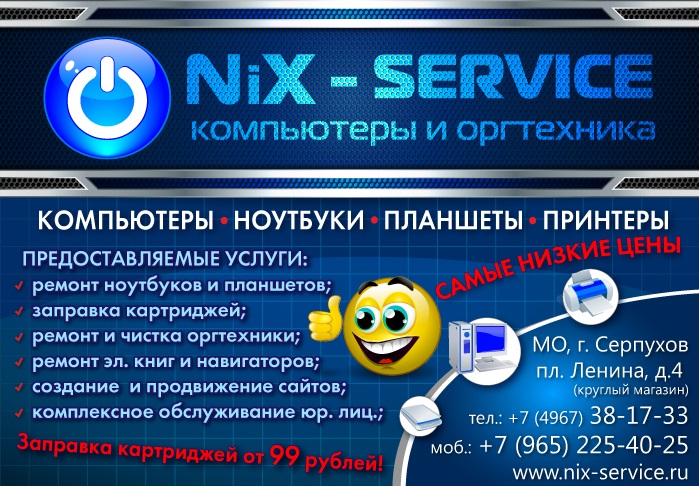 NiX - SERVICE
компьютеры и оргтехника
КОМПЬЮТЕРЫ • НОУТБУКИ • ПЛАНШЕТЫ • ПРИНТЕРЫ
САМЫЕ НИЗКИЕ ЦЕНЫ
ПРЕДОСТАВЛЯЕМЫЕ УСЛУГИ:
ремонт ноутбуков и планшетов;
заправка картриджей;
ремонт и чистка оргтехники;
ремонт эл. книг и навигаторов;
создание и продвижение сайтов;
комплексное обслуживание юр. лиц.;
Заправка картриджей от 99 рублей!
МО, г. Серпухов
пл. Ленина, д.4
(круглый магазин)
тел.: +7 (4967) 38-17-33
моб.: +7 (965) 225-40-25
www.nix-service.ru